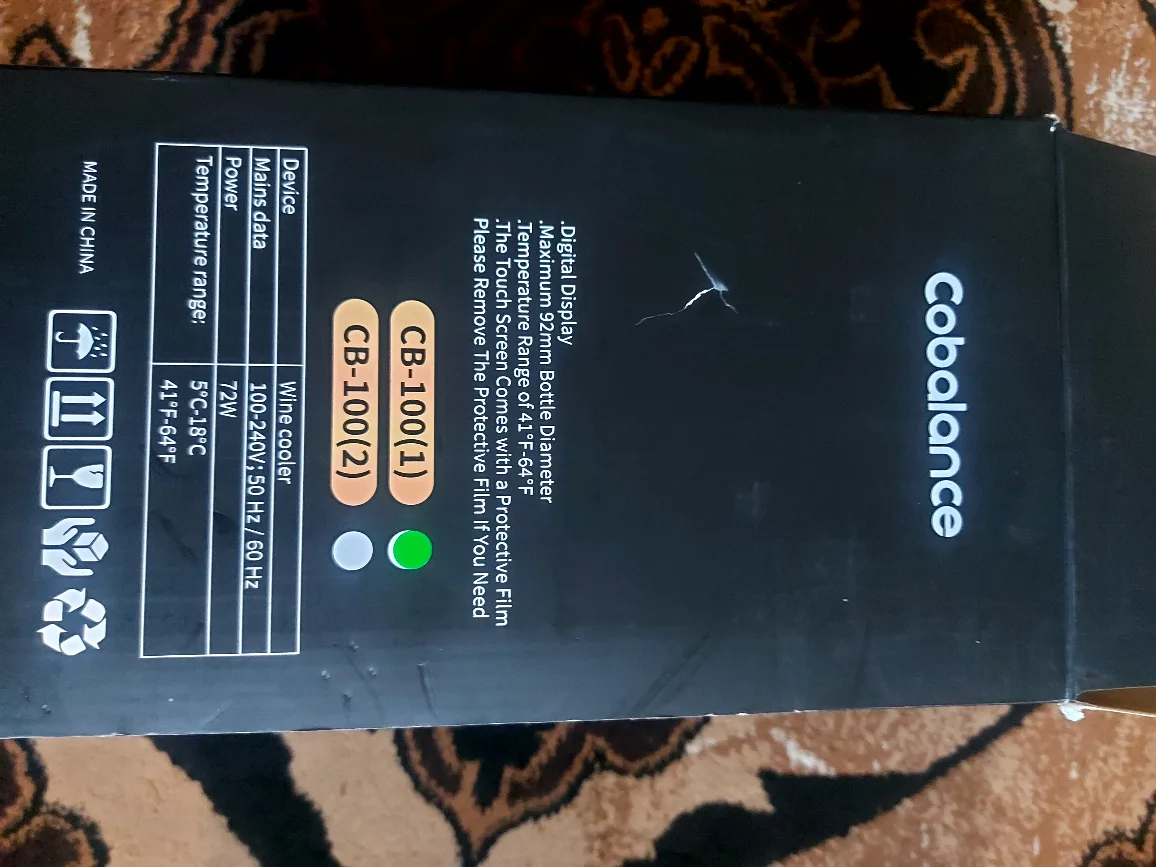 Cobalance
.Digital Display
.Maximum 92mm Bottle Diameter
.Temperature Range of 41°F-64°F
.The Touch Screen Comes with a Protective Film
Please Remove The Protective Film If You Need
CB-100(1)
CB-100(2)
Device Wine cooler
Mains data 100-240V; 50 Hz / 60 Hz
Power 72W
Temperature range: 5°C-18°C
41°F-64°F
MADE IN CHINA